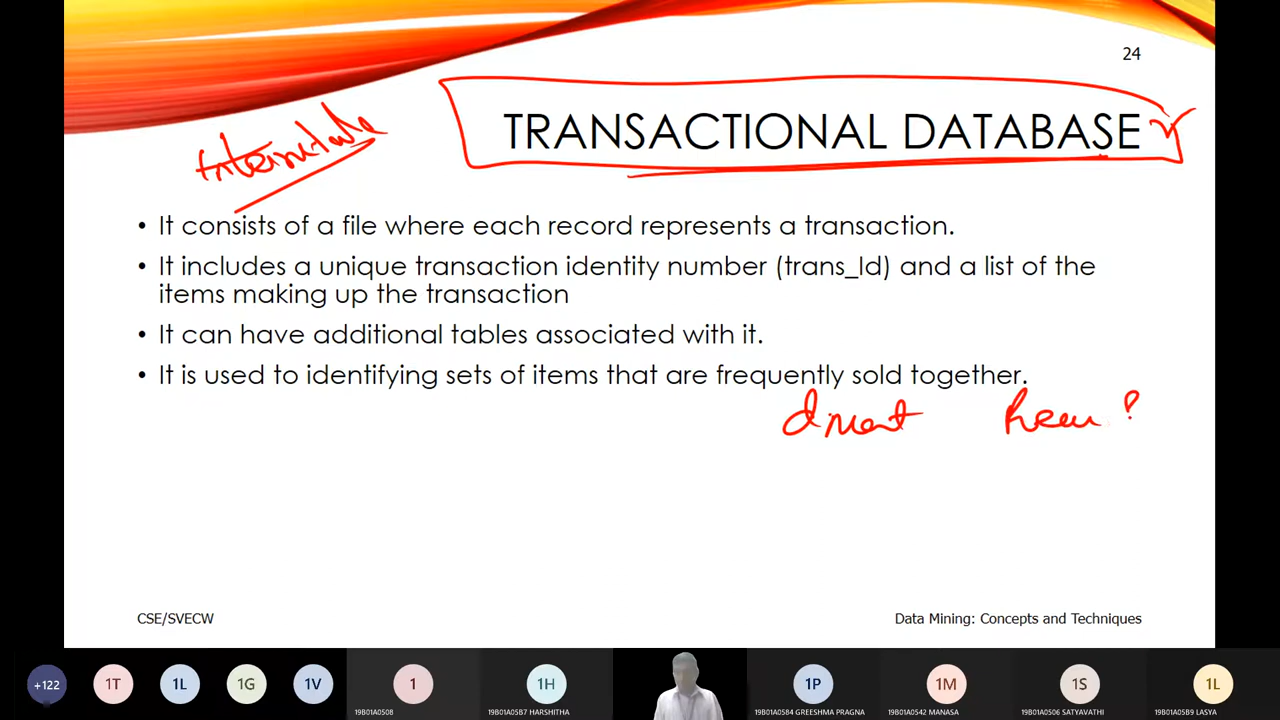 24
TRANSACTIONAL DATABASE
• It consists of a file where each record represents a transaction.
• It includes a unique transaction identity number (trans_Id) and a list of the
items making up the transaction
• It can have additional tables associated with it.
• It is used to identifying sets of items that are frequently sold together.
CSE/SVECW
Data Mining: Concepts and Techniques
+122
1T
1L
1G
1V
1
1H
1P
1M
1S
1L
19B01A0508
19B01A05B7 HARSHITHA
19B01A0584 GREESHMA PRAGNA
19B01A0542 MANASA
19B01A0506 SATYAVATHI
19B01A05B9 LASYA